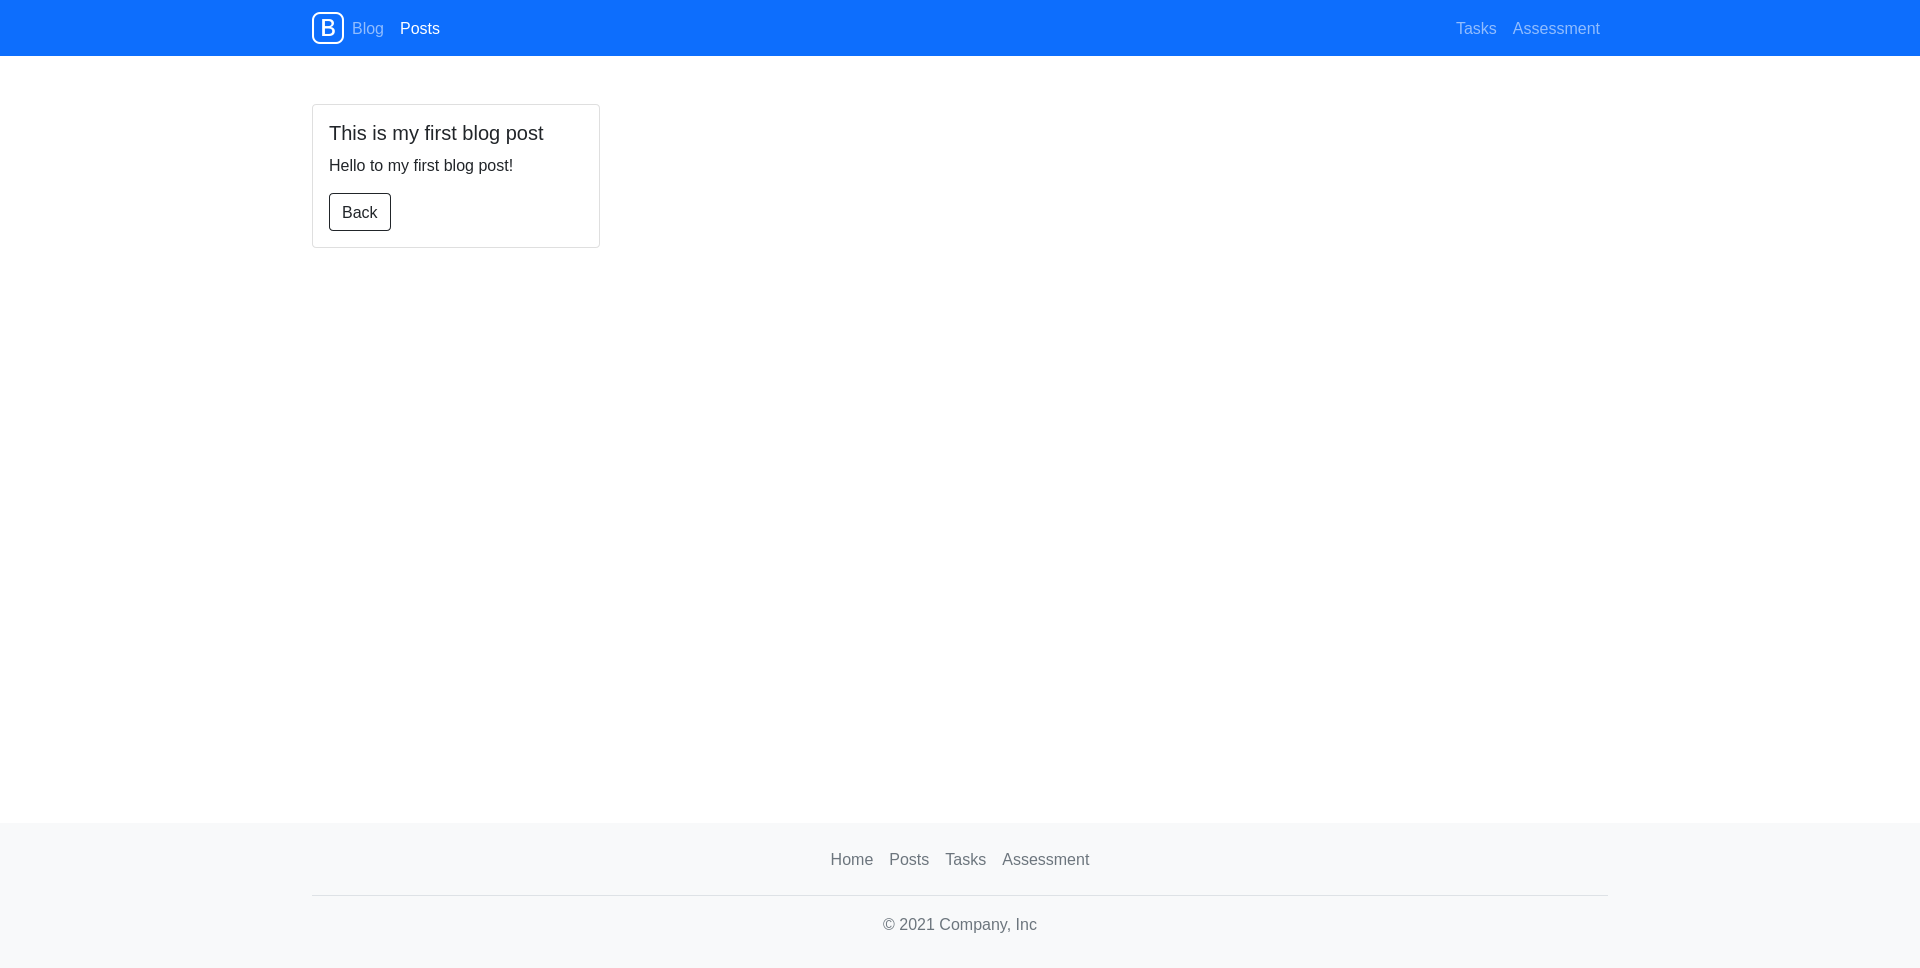 B Blog Posts Tasks Assessment
This is my first blog post
Hello to my first blog post!
Back
Home Posts Tasks Assessment
© 2021 Company, Inc